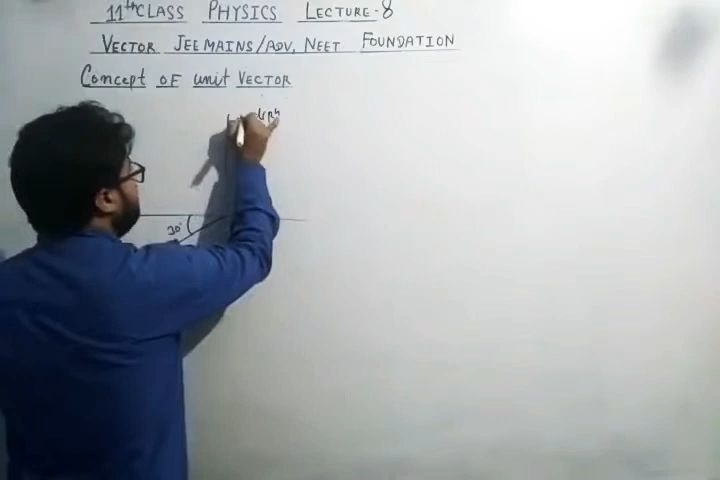 11th CLASS PHYSICS LECTURE-8
VECTOR JEE MAINS/ADV, NEET FOUNDATION
Concept OF unit VECTOR
30°